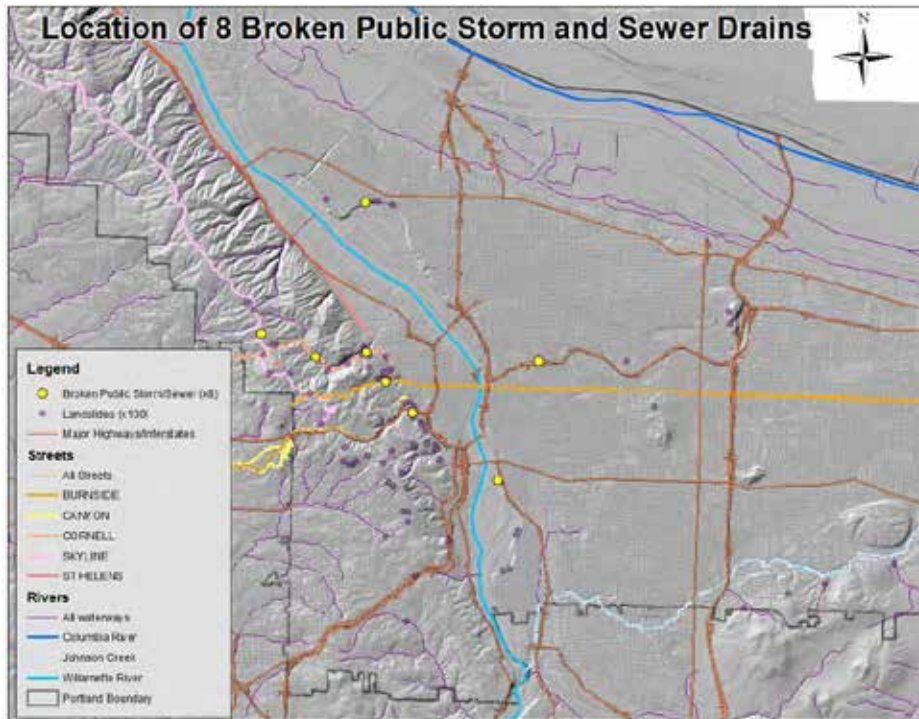 Location of 8 Broken Public Storm and Sewer Drains
N
Legend
Broken Public Storm/Sewer (x8)
Landslides (x100)
Major Highways/Interstates
Streets
All Streets
BURNSIDE
CANYON
CORNELL
SKYLINE
ST HELENS
Rivers
All waterways
Columbia River
Johnson Creek
Willamette River
Portland Boundary